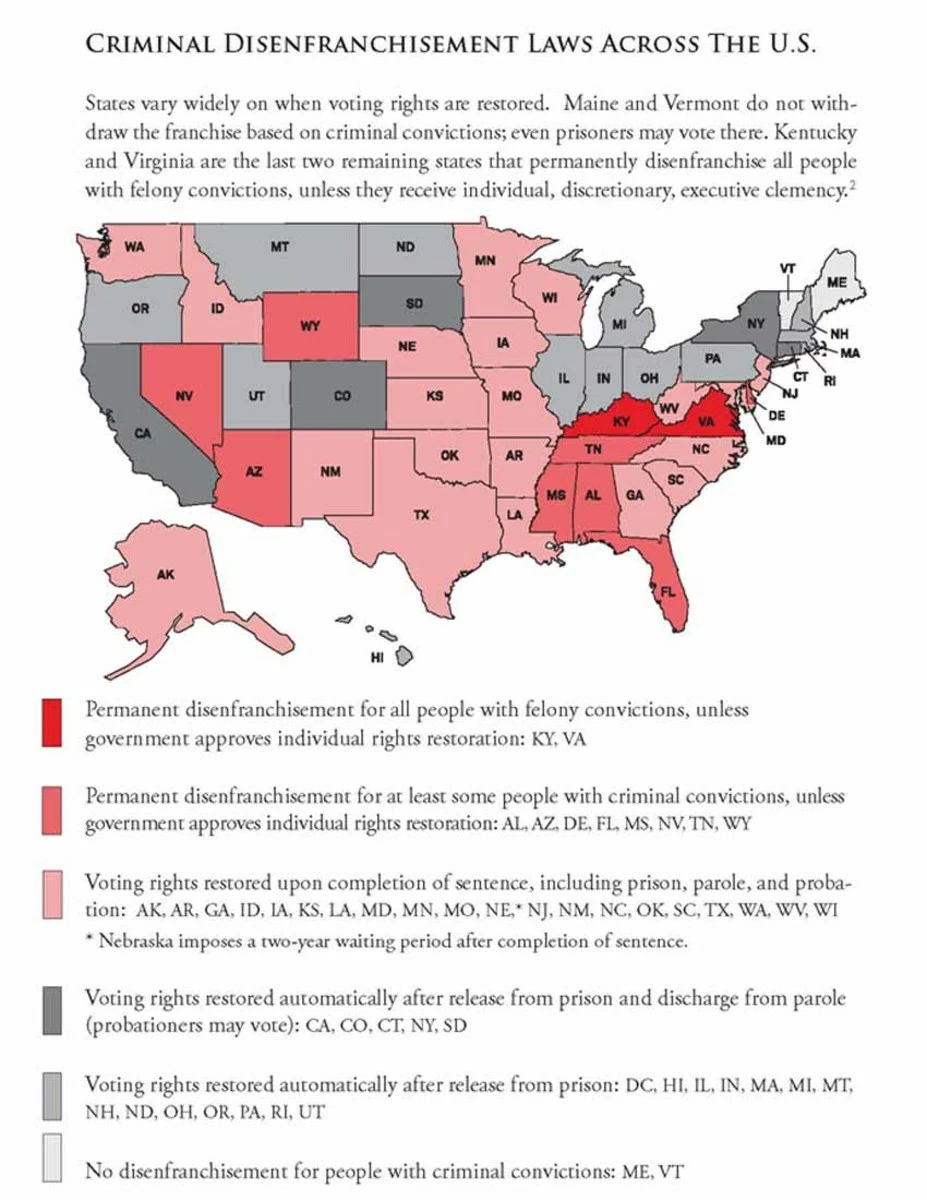 CRIMINAL DISENFRANCHISEMENT LAWS ACROSS THE U.S.
States vary widely on when voting rights are restored. Maine and Vermont do not with-
draw the franchise based on criminal convictions; even prisoners may vote there. Kentucky
and Virginia are the last two remaining states that permanently disenfranchise all people
with felony convictions, unless they receive individual, discretionary, executive clemency.²
WA
MT
ND
MN
VT
ME
OR
ID
SD
WI
NY
NH
WY
MI
MA
NE
IA
PA
CT
RI
NV
UT
CO
KS
MO
IL
IN
OH
NJ
WV
DE
CA
KY
VA
MD
AZ
NM
OK
AR
TN
NC
SC
TX
LA
MS
AL
GA
AK
FL
HI
Permanent disenfranchisement for all people with felony convictions, unless
government approves individual rights restoration: KY, VA
Permanent disenfranchisement for at least some people with criminal convictions, unless
government approves individual rights restoration: AL, AZ, DE, FL, MS, NV, TN, WY
Voting rights restored upon completion of sentence, including prison, parole, and proba-
tion: AK, AR, GA, ID, IA, KS, LA, MD, MN, MO, NE,* NJ, NM, NC, OK, SC, TX, WA, WV, WI
* Nebraska imposes a two-year waiting period after completion of sentence.
Voting rights restored automatically after release from prison and discharge from parole
(probationers may vote): CA, CO, CT, NY, SD
Voting rights restored automatically after release from prison: DC, HI, IL, IN, MA, MI, MT,
NH, ND, OH, OR, PA, RI, UT
No disenfranchisement for people with criminal convictions: ME, VT